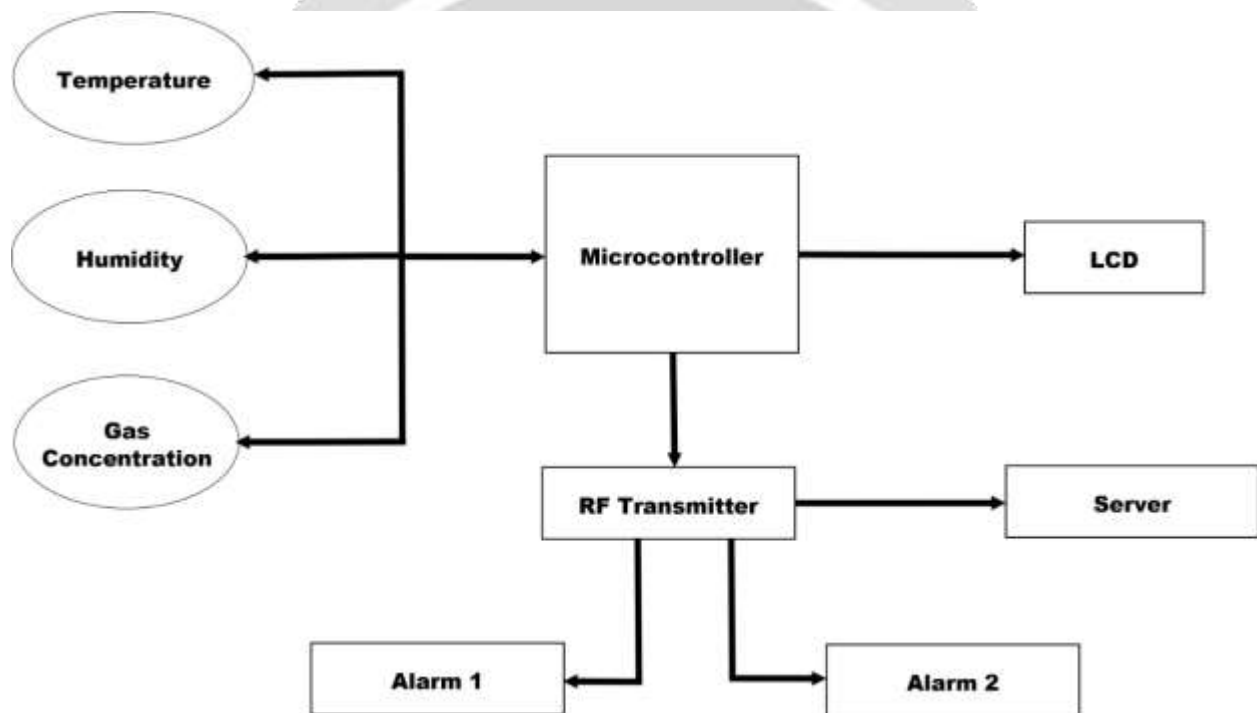 Temperature
Humidity
Gas
Concentration
Microcontroller
LCD
RF Transmitter
Server
Alarm 1
Alarm 2